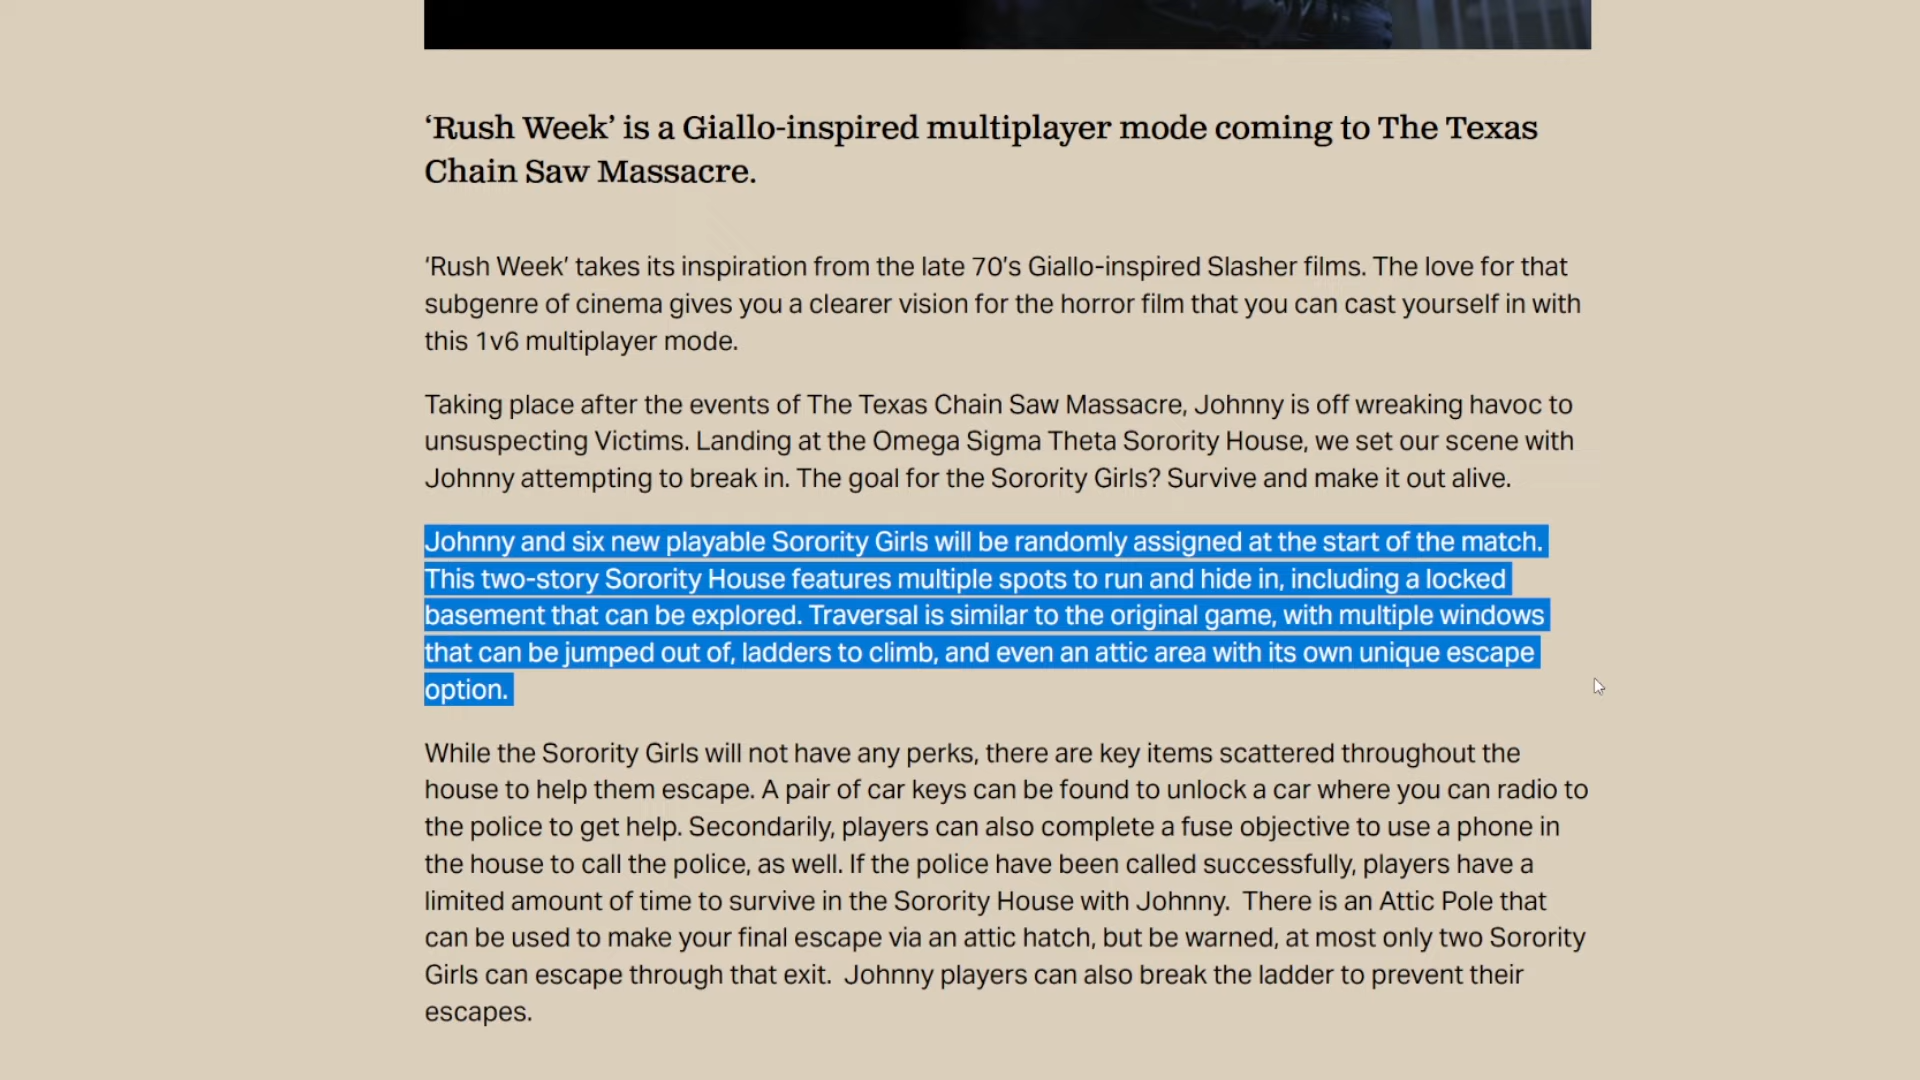 ‘Rush Week’ is a Giallo-inspired multiplayer mode coming to The Texas
Chain Saw Massacre.
‘Rush Week’ takes its inspiration from the late 70’s Giallo-inspired Slasher films. The love for that
subgenre of cinema gives you a clearer vision for the horror film that you can cast yourself in with
this 1v6 multiplayer mode.
Taking place after the events of The Texas Chain Saw Massacre, Johnny is off wreaking havoc to
unsuspecting Victims. Landing at the Omega Sigma Theta Sorority House, we set our scene with
Johnny attempting to break in. The goal for the Sorority Girls? Survive and make it out alive.
Johnny and six new playable Sorority Girls will be randomly assigned at the start of the match.
This two-story Sorority House features multiple spots to run and hide in, including a locked
basement that can be explored. Traversal is similar to the original game, with multiple windows
that can be jumped out of, ladders to climb, and even an attic area with its own unique escape
option.
While the Sorority Girls will not have any perks, there are key items scattered throughout the
house to help them escape. A pair of car keys can be found to unlock a car where you can radio to
the police to get help. Secondarily, players can also complete a fuse objective to use a phone in
the house to call the police, as well. If the police have been called successfully, players have a
limited amount of time to survive in the Sorority House with Johnny.  There is an Attic Pole that
can be used to make your final escape via an attic hatch, but be warned, at most only two Sorority
Girls can escape through that exit.  Johnny players can also break the ladder to prevent their
escapes.